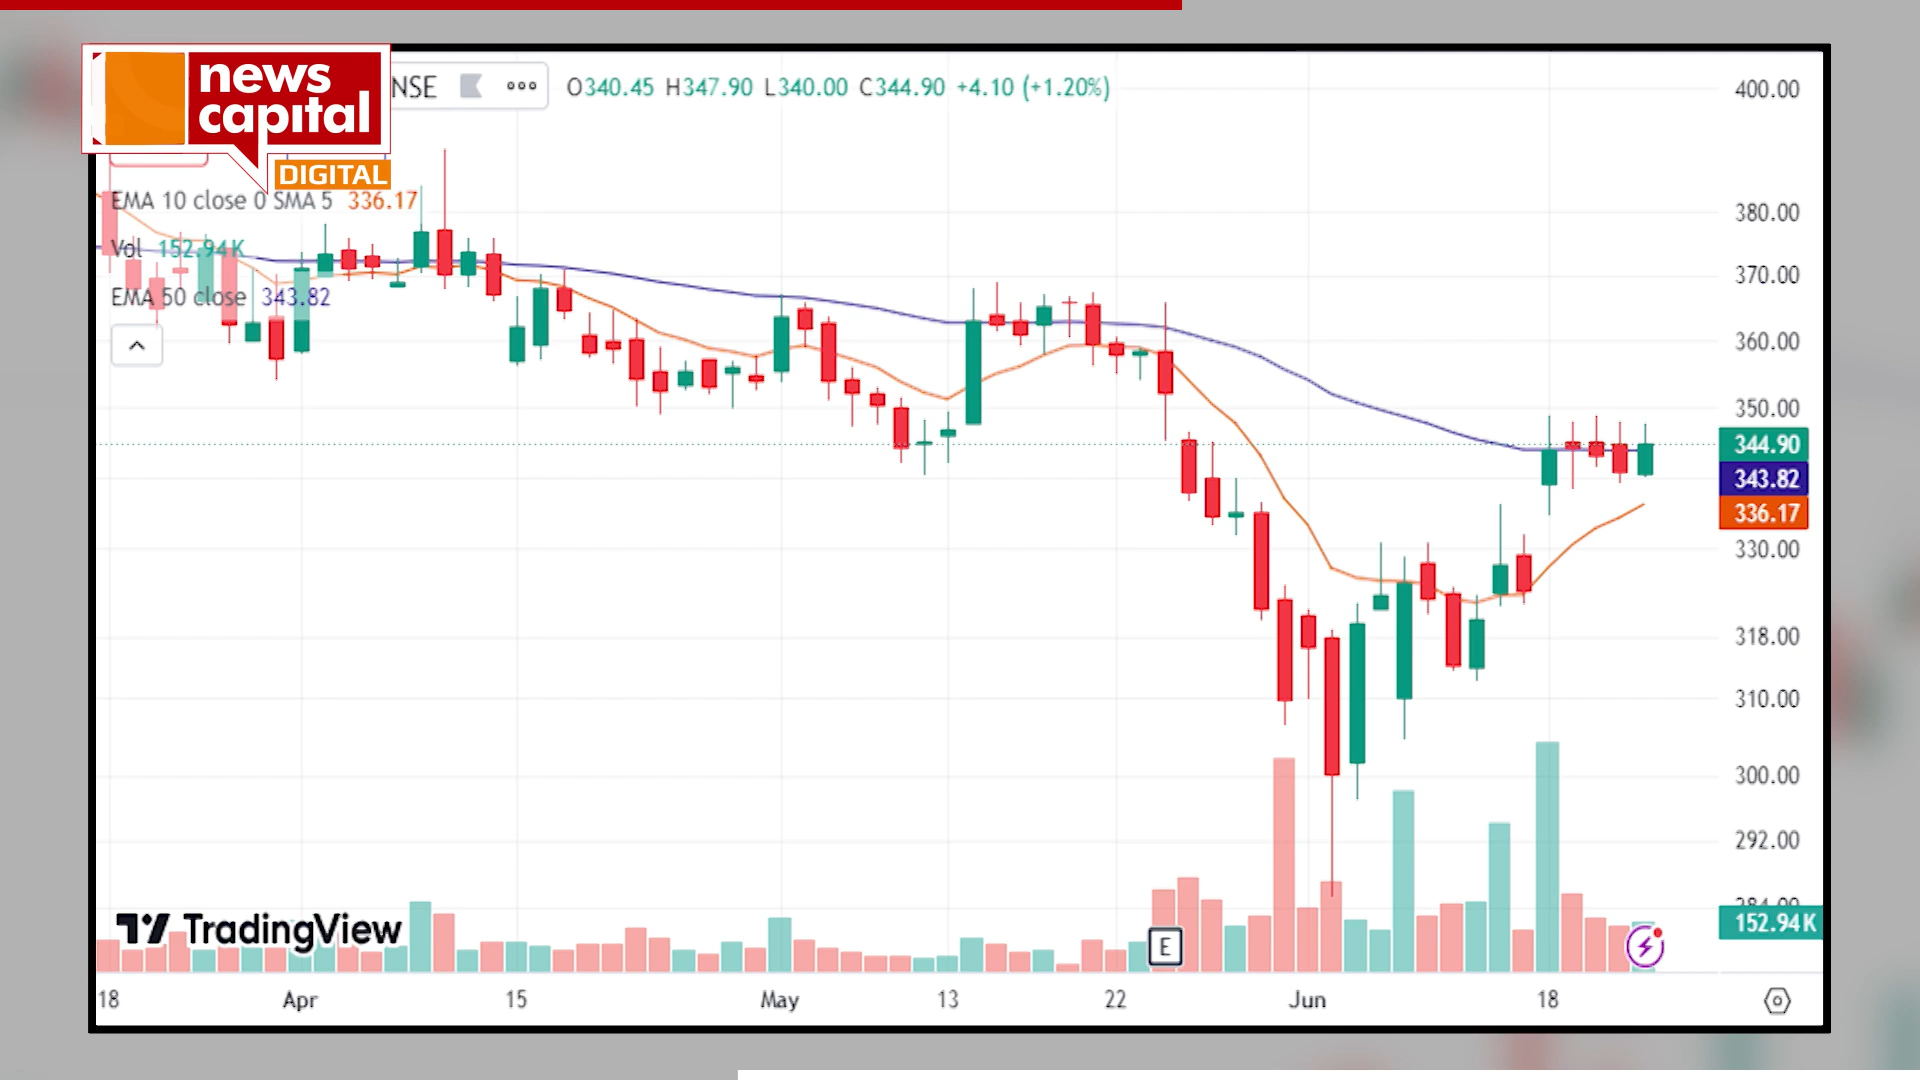 news
capital
DIGITAL
NSE
O340.45 H347.90 L340.00 C344.90 +4.10 (+1.20%)
EMA 10 close 0 SMA 5 336.17
Vol 152.94K
EMA 50 close 343.82
400.00
380.00
370.00
360.00
350.00
344.90
343.82
336.17
330.00
318.00
310.00
300.00
292.00
284.00
152.94K
TradingView
E
18 Apr 15 May 13 22 Jun 18